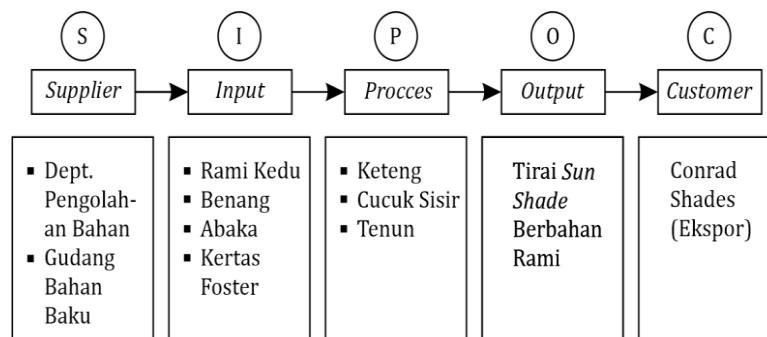 S
I
P
O
C
Supplier
Input
Procces
Output
Customer
▪ Dept.
Pengolah-
an Bahan
▪ Gudang
Bahan
Baku
▪ Rami Kedu
▪ Benang
▪ Abaka
▪ Kertas
Foster
▪ Keteng
▪ Cucuk Sisir
▪ Tenun
Tirai Sun
Shade
Berbahan
Rami
Conrad
Shades
(Ekspor)